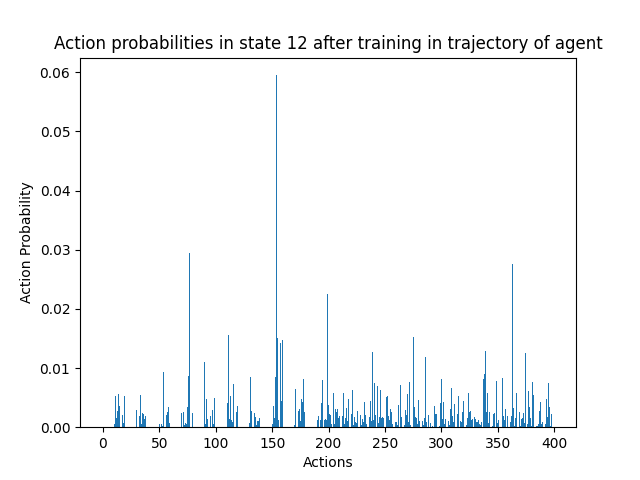 Action probabilities in state 12 after training in trajectory of agent
0.06
0.05
0.04
0.03
0.02
0.01
0.00
Action Probability
0 50 100 150 200 250 300 350 400
Actions